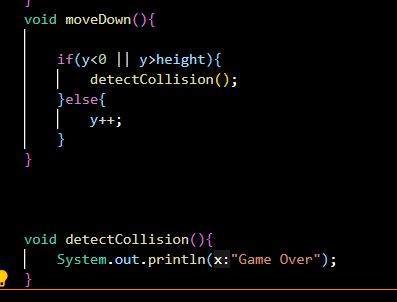 }
void moveDown(){
if(y<0 || y>height){
detectCollision();
}else{
y++;
}
}
void detectCollision(){
System.out.println(x:"Game Over");
}